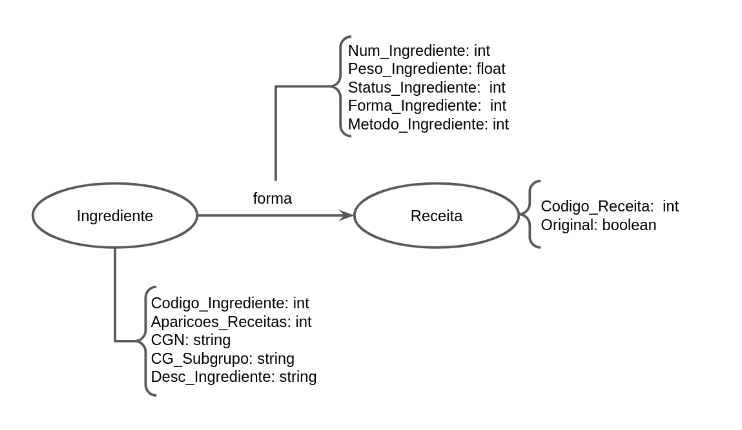 Num_Ingrediente: int
Peso_Ingrediente: float
Status_Ingrediente:  int
Forma_Ingrediente:  int
Metodo_Ingrediente: int
forma
Ingrediente
Receita
Codigo_Receita:  int
Original: boolean
Codigo_Ingrediente: int
Aparicoes_Receitas: int
CGN: string
CG_Subgrupo: string
Desc_Ingrediente: string